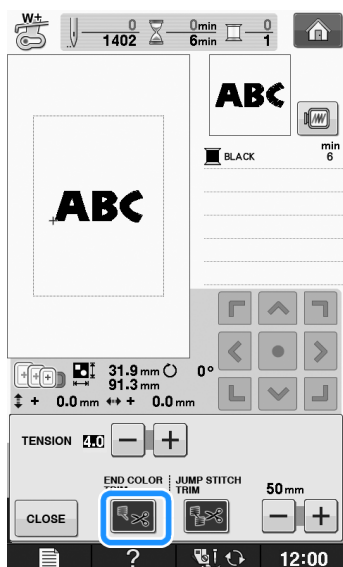 W+
0 0min 0
1402 6min 1
ABC
ABC
min
BLACK 6
31.9 mm 0°
91.3 mm
+ 0.0 mm + 0.0 mm
TENSION 4.0 − +
END COLOR TRIM
JUMP STITCH TRIM
50 mm
CLOSE − +
? 12:00